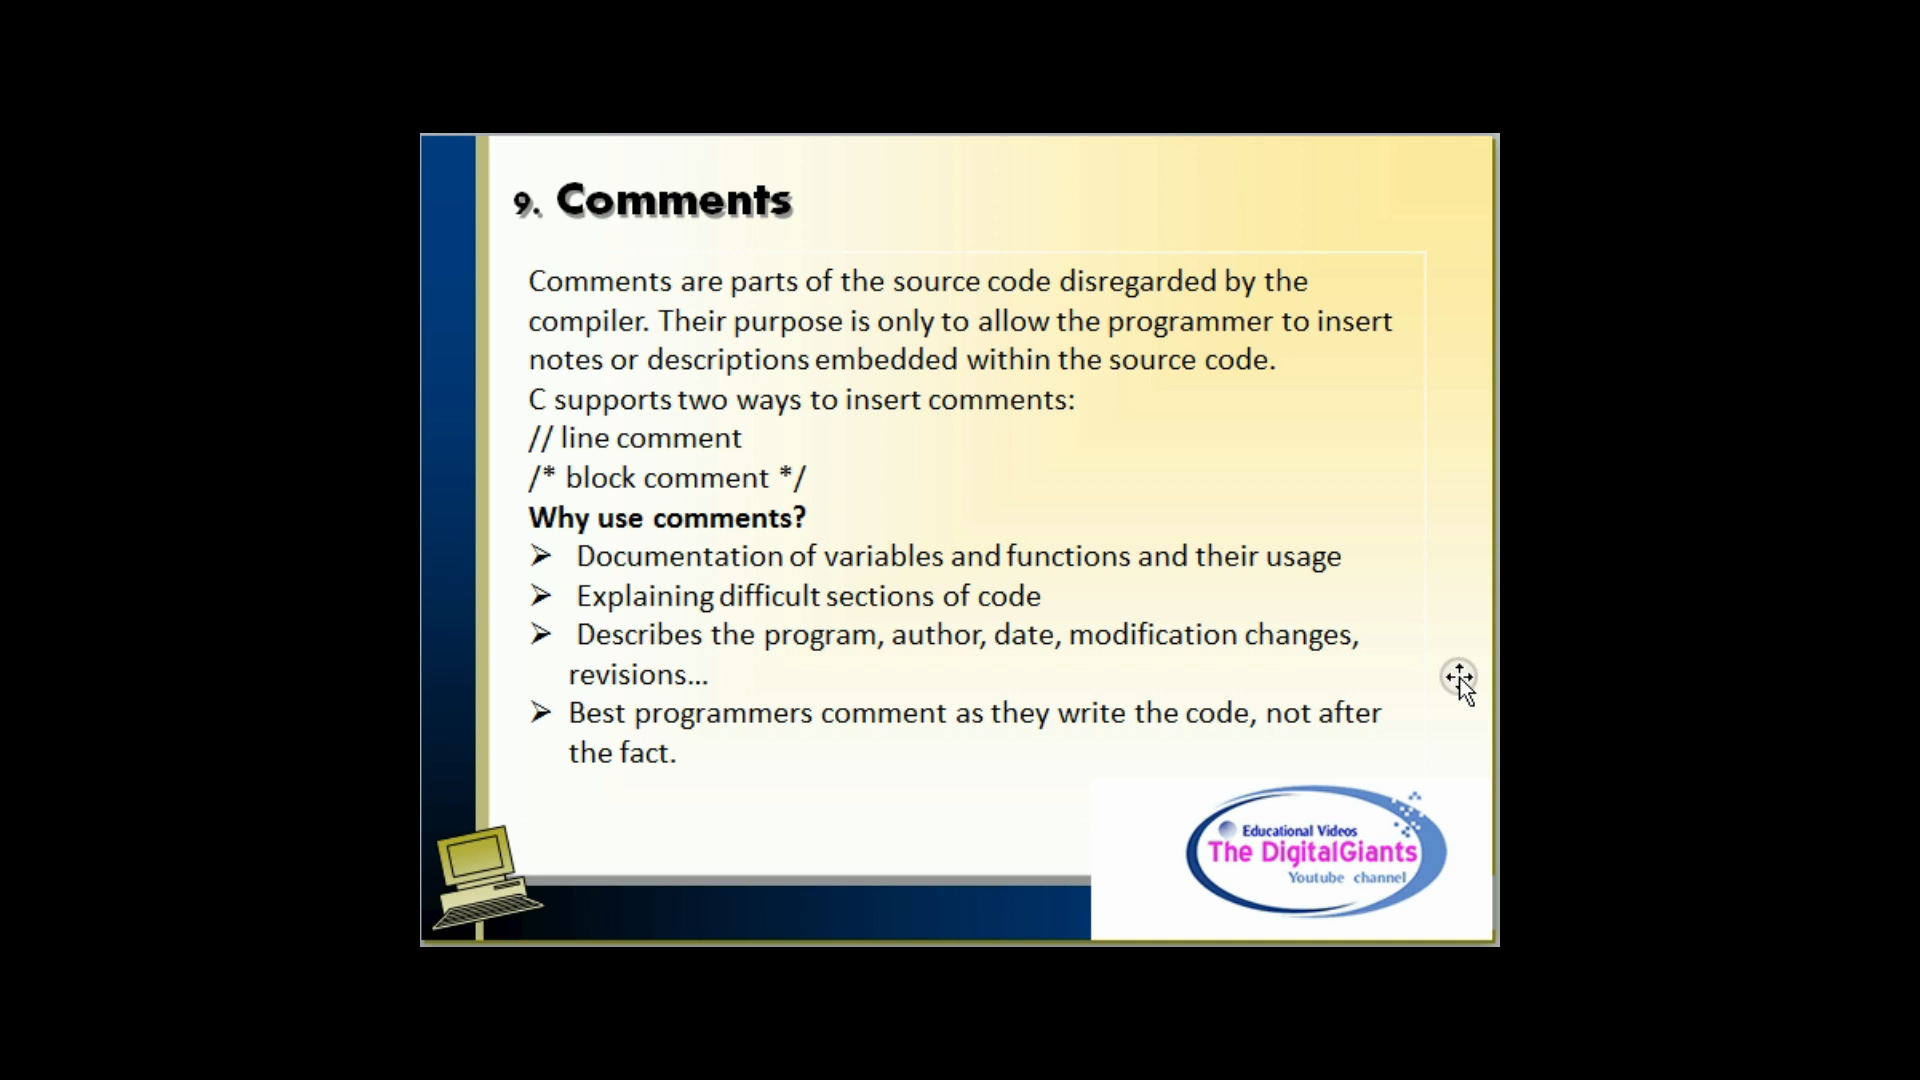 9. Comments
Comments are parts of the source code disregarded by the
compiler. Their purpose is only to allow the programmer to insert
notes or descriptions embedded within the source code.
C supports two ways to insert comments:
// line comment
/* block comment */
Why use comments?
➢ Documentation of variables and functions and their usage
➢ Explaining difficult sections of code
➢ Describes the program, author, date, modification changes,
revisions...
➢ Best programmers comment as they write the code, not after
the fact.
Educational Videos
The DigitalGiants
Youtube channel